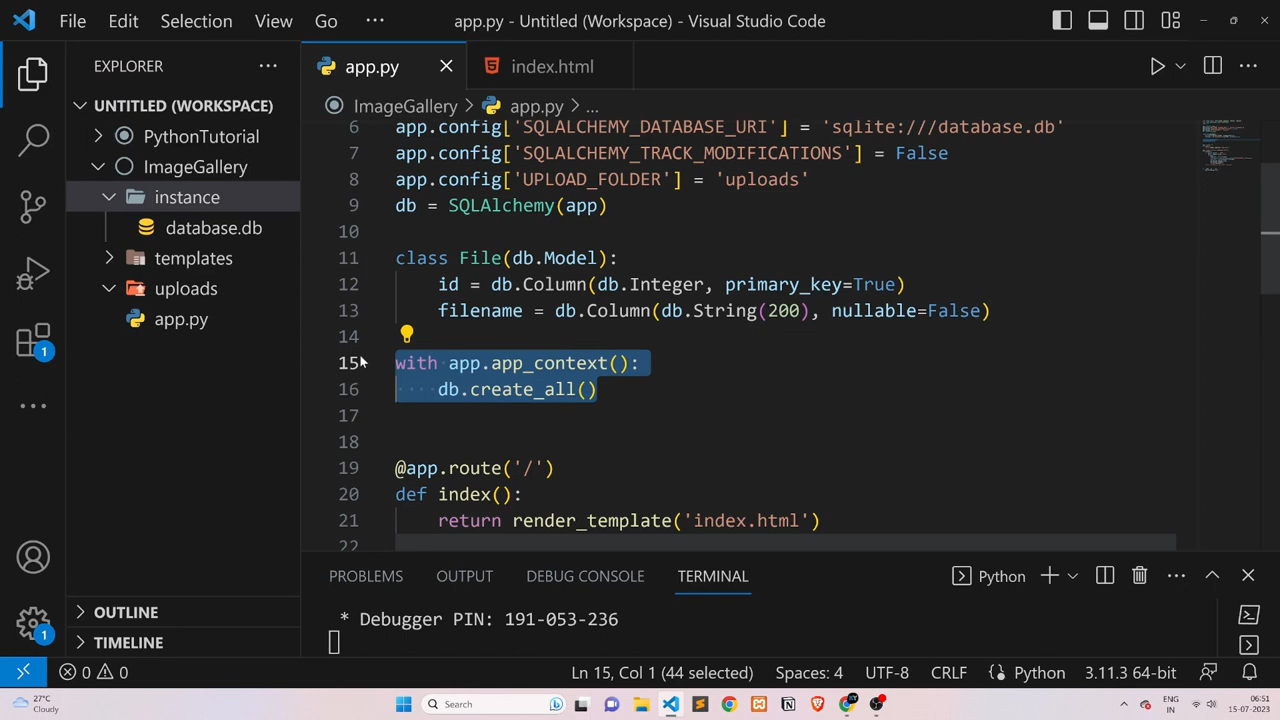 File Edit Selection View Go ··· app.py - Untitled (Workspace) - Visual Studio Code
EXPLORER ···
UNTITLED (WORKSPACE)
PythonTutorial
ImageGallery
instance
database.db
templates
uploads
app.py
OUTLINE
TIMELINE
1
1
app.py index.html
ImageGallery > app.py > ...
6 app.config['SQLALCHEMY_DATABASE_URI'] = 'sqlite:///database.db'
7 app.config['SQLALCHEMY_TRACK_MODIFICATIONS'] = False
8 app.config['UPLOAD_FOLDER'] = 'uploads'
9 db = SQLAlchemy(app)
10
11 class File(db.Model):
12 id = db.Column(db.Integer, primary_key=True)
13 filename = db.Column(db.String(200), nullable=False)
14
15 with app.app_context():
16 db.create_all()
17
18
19 @app.route('/')
20 def index():
21 return render_template('index.html')
22
PROBLEMS OUTPUT DEBUG CONSOLE TERMINAL Python
* Debugger PIN: 191-053-236
0 0 Ln 15, Col 1 (44 selected) Spaces: 4 UTF-8 CRLF Python 3.11.3 64-bit
27°C
Cloudy
Search
ENG
IN
06:51
15-07-2023